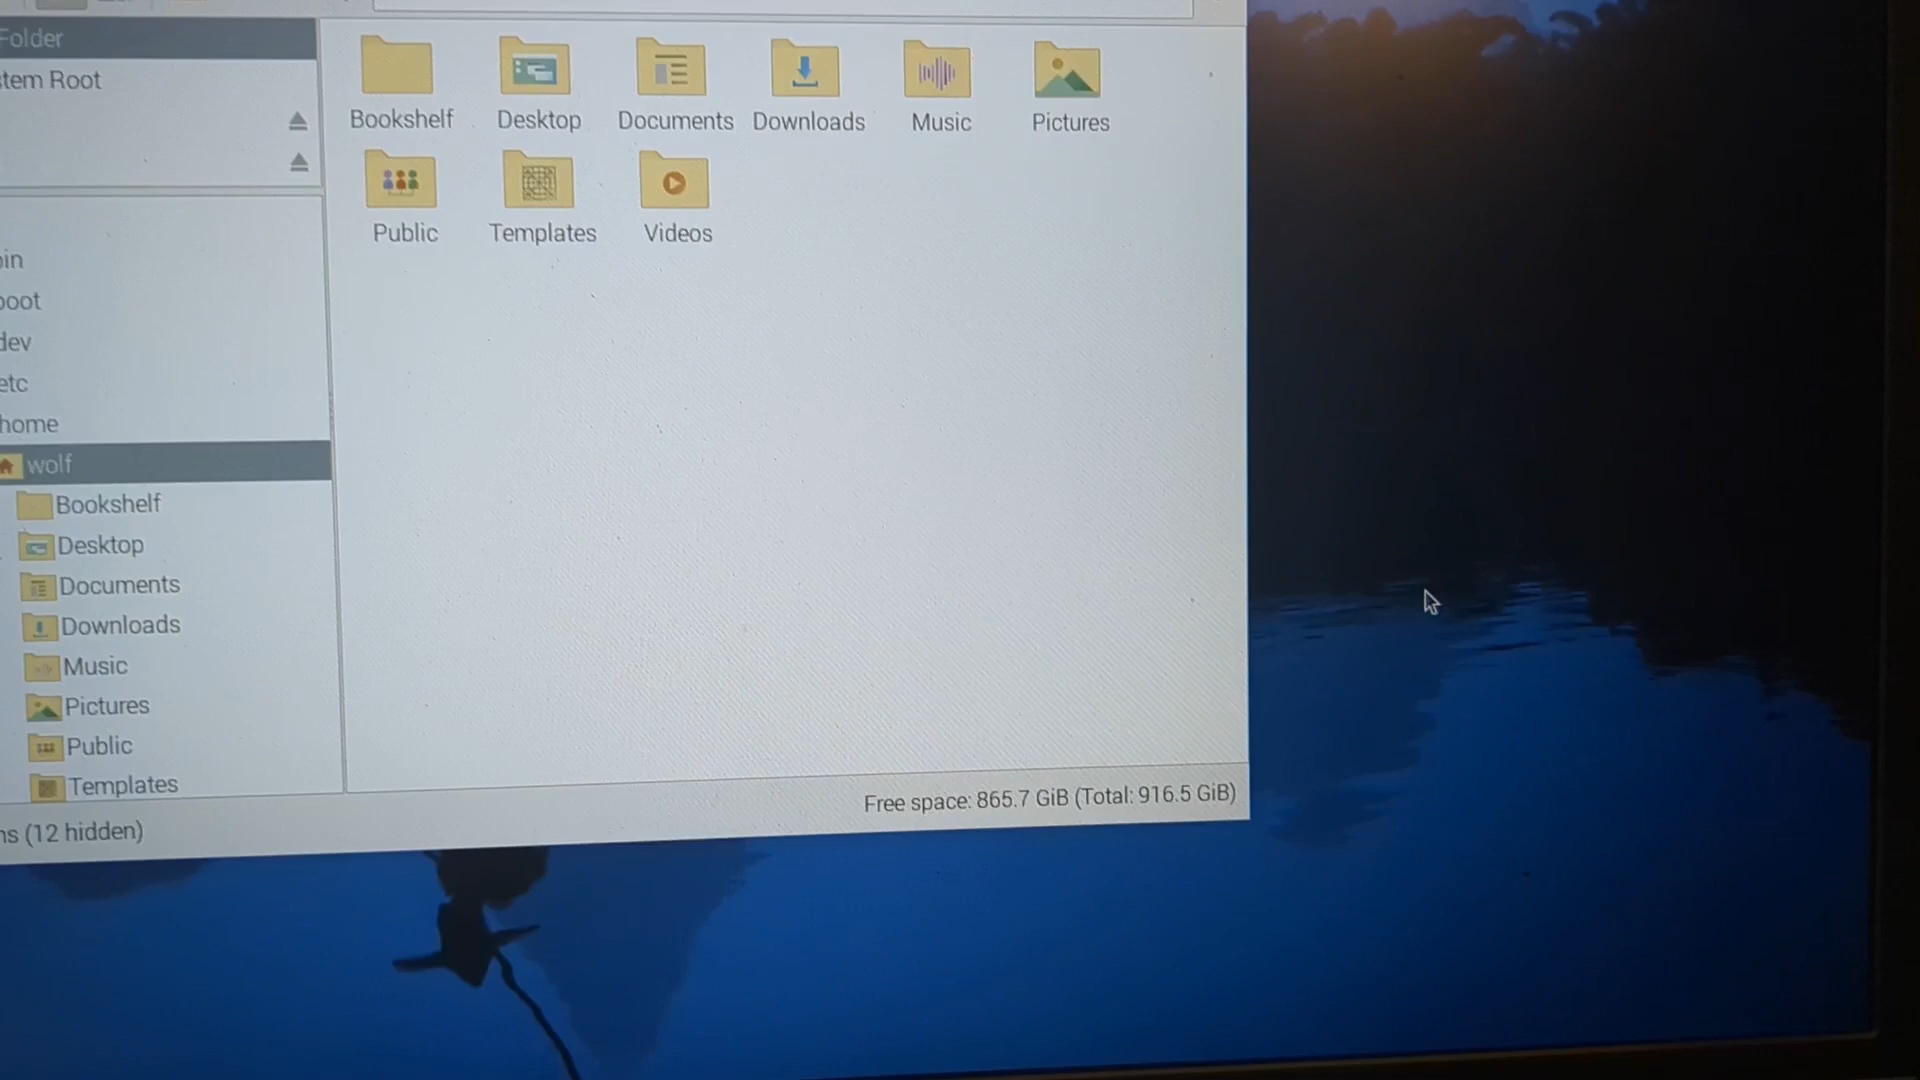 Folder
tem Root
Bookshelf
Desktop
Documents
Downloads
Music
Pictures
Public
Templates
Videos
in
oot
dev
etc
home
wolf
Bookshelf
Desktop
Documents
Downloads
Music
Pictures
Public
Templates
ns (12 hidden)
Free space: 865.7 GiB (Total: 916.5 GiB)